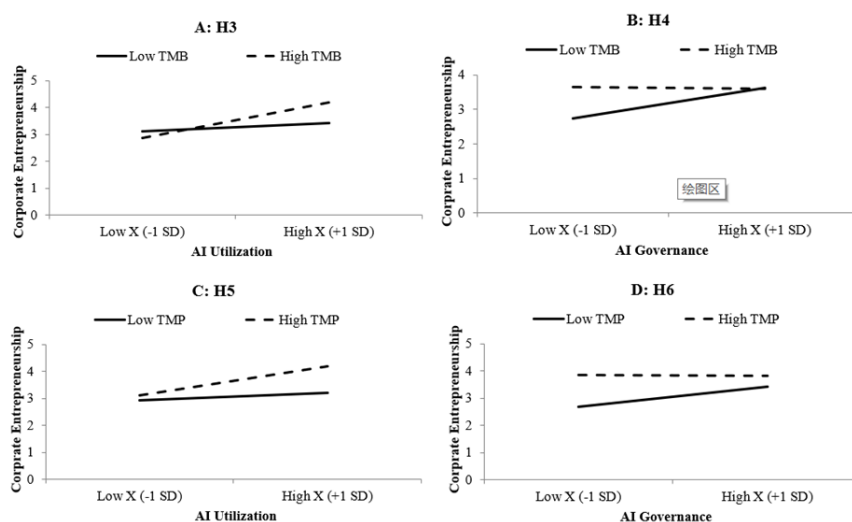 A: H3
Low TMB
High TMB
Corporate Entrepreneurship
5
4
3
2
1
0
Low X (-1 SD)
High X (+1 SD)
AI Utilization
B: H4
Low TMB
High TMB
Corprate Entrepreneurship
4
3
2
1
0
绘图区
Low X (-1 SD)
High X (+1 SD)
AI Governance
C: H5
Low TMP
High TMP
Corprate Entrepreneurship
5
4
3
2
1
0
Low X (-1 SD)
High X (+1 SD)
AI Utilization
D: H6
Low TMP
High TMP
Corprate Entrepreneurship
5
4
3
2
1
0
Low X (-1 SD)
High X (+1 SD)
AI Governance